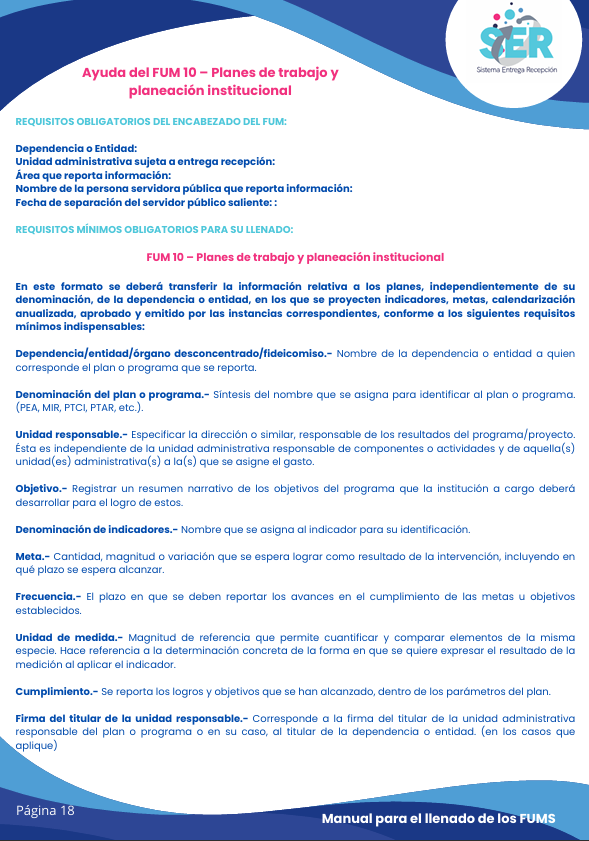 SER
Sistema Entrega Recepción
Ayuda del FUM 10 – Planes de trabajo y
planeación institucional
REQUISITOS OBLIGATORIOS DEL ENCABEZADO DEL FUM:
Dependencia o Entidad:
Unidad administrativa sujeta a entrega recepción:
Área que reporta información:
Nombre de la persona servidora pública que reporta información:
Fecha de separación del servidor público saliente: :
REQUISITOS MÍNIMOS OBLIGATORIOS PARA SU LLENADO:
FUM 10 – Planes de trabajo y planeación institucional
En este formato se deberá transferir la información relativa a los planes, independientemente de su
denominación, de la dependencia o entidad, en los que se proyecten indicadores, metas, calendarización
anualizada, aprobado y emitido por las instancias correspondientes, conforme a los siguientes requisitos
mínimos indispensables:
Dependencia/entidad/órgano desconcentrado/fideicomiso.- Nombre de la dependencia o entidad a quien
corresponde el plan o programa que se reporta.
Denominación del plan o programa.- Síntesis del nombre que se asigna para identificar al plan o programa.
(PEA, MIR, PTCI, PTAR, etc.).
Unidad responsable.- Especificar la dirección o similar, responsable de los resultados del programa/proyecto.
Ésta es independiente de la unidad administrativa responsable de componentes o actividades y de aquella(s)
unidad(es) administrativa(s) a la(s) que se asigne el gasto.
Objetivo.- Registrar un resumen narrativo de los objetivos del programa que la institución a cargo deberá
desarrollar para el logro de estos.
Denominación de indicadores.- Nombre que se asigna al indicador para su identificación.
Meta.- Cantidad, magnitud o variación que se espera lograr como resultado de la intervención, incluyendo en
qué plazo se espera alcanzar.
Frecuencia.- El plazo en que se deben reportar los avances en el cumplimiento de las metas u objetivos
establecidos.
Unidad de medida.- Magnitud de referencia que permite cuantificar y comparar elementos de la misma
especie. Hace referencia a la determinación concreta de la forma en que se quiere expresar el resultado de la
medición al aplicar el indicador.
Cumplimiento.- Se reporta los logros y objetivos que se han alcanzado, dentro de los parámetros del plan.
Firma del titular de la unidad responsable.- Corresponde a la firma del titular de la unidad administrativa
responsable del plan o programa o en su caso, al titular de la dependencia o entidad. (en los casos que
aplique)
Página 18
Manual para el llenado de los FUMS